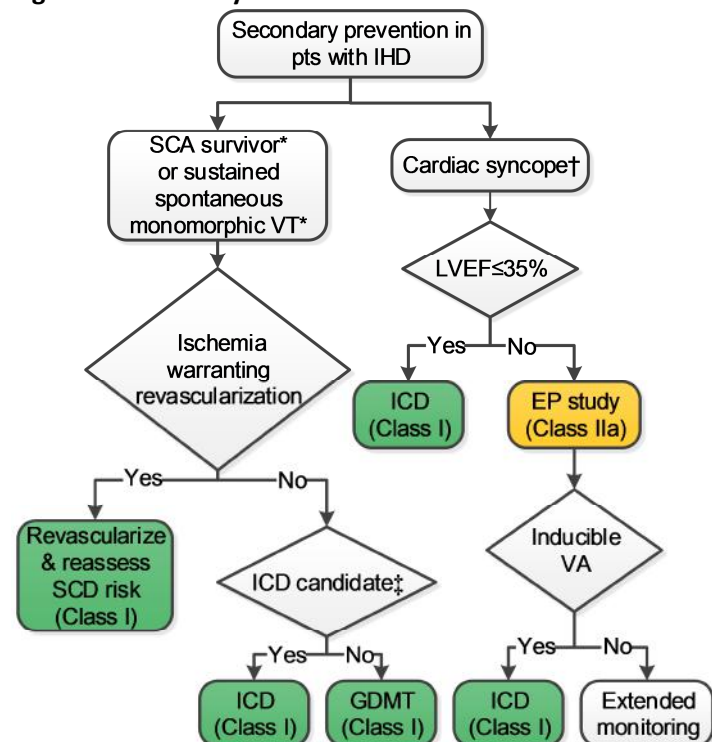 Secondary prevention in
pts with IHD
SCA survivor*
or sustained
spontaneous
monomorphic VT*
Cardiac syncope†
LVEF≤35%
Ischemia
warranting
revascularization
Yes
No
ICD
(Class I)
EP study
(Class IIa)
Yes
No
Revascularize
& reassess
SCD risk
(Class I)
ICD candidate‡
Inducible
VA
Yes
No
Yes
No
ICD
(Class I)
GDMT
(Class I)
ICD
(Class I)
Extended
monitoring